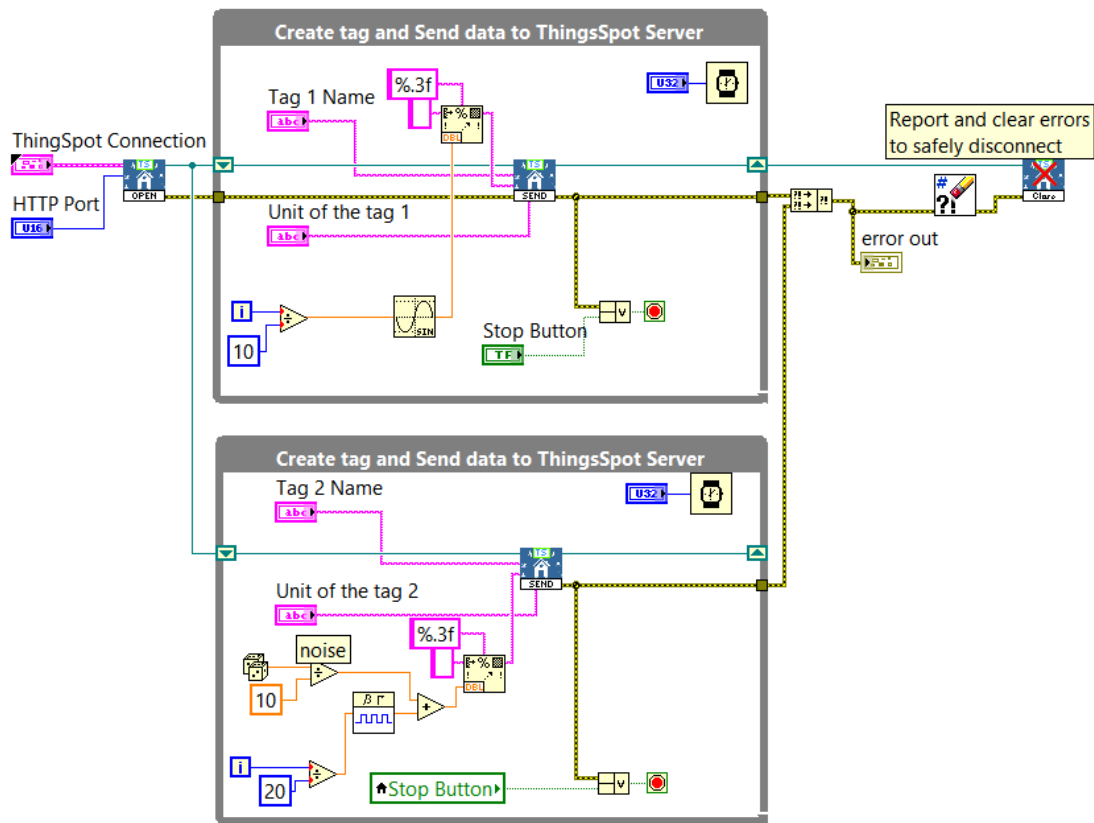 Create tag and Send data to ThingsSpot Server
%.3f
U32
Tag 1 Name
abc
% 
DBL
Report and clear errors
to safely disconnect
ThingSpot Connection
TS
OPEN
TS
SEND
TS
Claro
HTTP Port
U16
Unit of the tag 1
abc
#
?!
?!
?!
?!
error out
i
10
SIN
Stop Button
TF
V
Create tag and Send data to ThingsSpot Server
Tag 2 Name
abc
U32
TS
SEND
Unit of the tag 2
abc
%.3f
%
DBL
noise
10
β
i
20
Stop Button
V